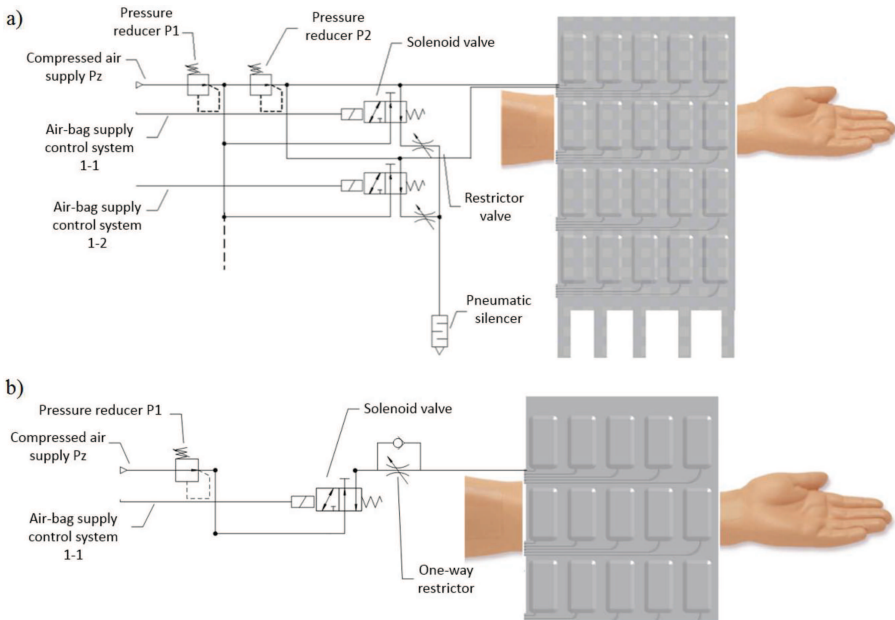 a)
Pressure
reducer P1
Pressure
reducer P2
Solenoid valve
Compressed air
supply Pz
Air-bag supply
control system
1-1
Air-bag supply
control system
1-2
Restrictor
valve
Pneumatic
silencer
b)
Pressure reducer P1
Solenoid valve
Compressed air
supply Pz
Air-bag supply
control system
1-1
One-way
restrictor